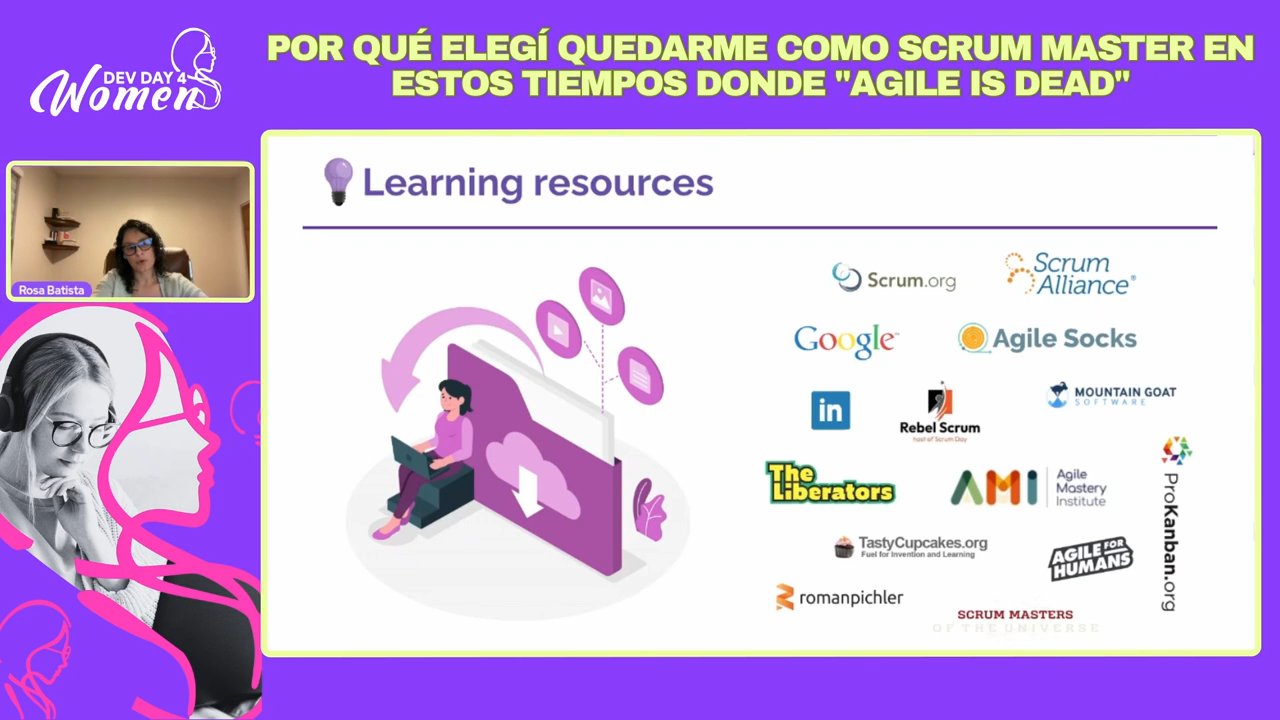 DEV DAY 4
Women
POR QUÉ ELEGÍ QUEDARME COMO SCRUM MASTER EN
ESTOS TIEMPOS DONDE "AGILE IS DEAD"
Rosa Batista
Learning resources
Scrum.org
Scrum
Alliance®
Google™
Agile Socks
in
Rebel Scrum
host of Scrum Day
MOUNTAIN GOAT
SOFTWARE
The
Liberators
AMI
Agile
Mastery
Institute
ProKanban.org
TastyCupcakes.org
Fuel for Invention and Learning
AGILE FOR
HUMANS
romanpichler
SCRUM MASTERS
OF THE UNIVERSE